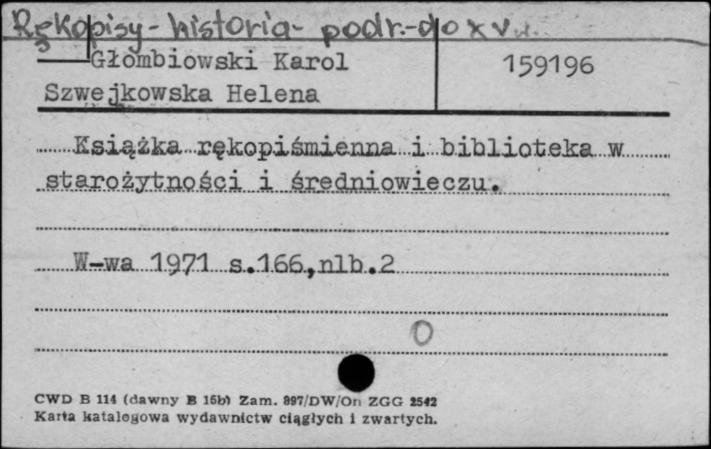 Rękopisy - historia - podr. - do XV w.
Głombiowski Karol 159196
Szwejkowska Helena
Książka rękopiśmienna i biblioteka w
starożytności i średniowieczu.
W-wa 1971 s.166,nlb.2
O
CWD B 114 (dawny B 16b) Zam. 897/DW/On ZGG 2542
Karta katalogowa wydawnictw ciągłych i zwartych.